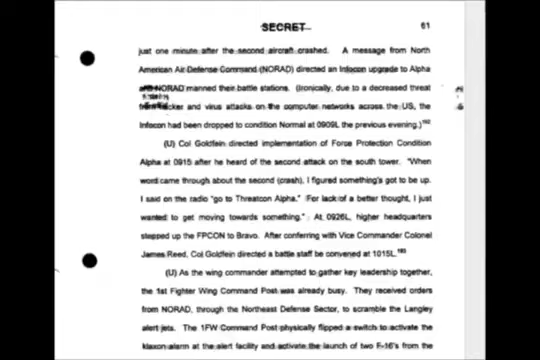 SECRET 61
just one minute after the second aircraft crashed. A message from North
American Air Defense Command (NORAD) directed an Infocon upgrade to Alpha
and NORAD manned their battle stations. (Ironically, due to a decreased threat
from hacker and virus attacks on the computer networks across the US, the
Infocon had been dropped to condition Normal at 0909L the previous evening.)¹⁹²
(U) Col Goldfein directed implementation of Force Protection Condition
Alpha at 0915 after he heard of the second attack on the south tower. "When
word came through about the second (crash), I figured something's got to be up.
I said on the radio "go to Threatcon Alpha." "For lack of a better thought, I just
wanted to get moving towards something." At 0926L, higher headquarters
stepped up the FPCON to Bravo. After conferring with Vice Commander Colonel
James Reed, Col Goldfein directed a battle staff be convened at 1015L.¹⁹³
(U) As the wing commander attempted to gather key leadership together,
the 1st Fighter Wing Command Post was already busy. They received orders
from NORAD, through the Northeast Defense Sector, to scramble the Langley
alert jets. The 1FW Command Post physically flipped a switch to activate the
klaxon alarm at the alert facility and activate the launch of two F-16's from the